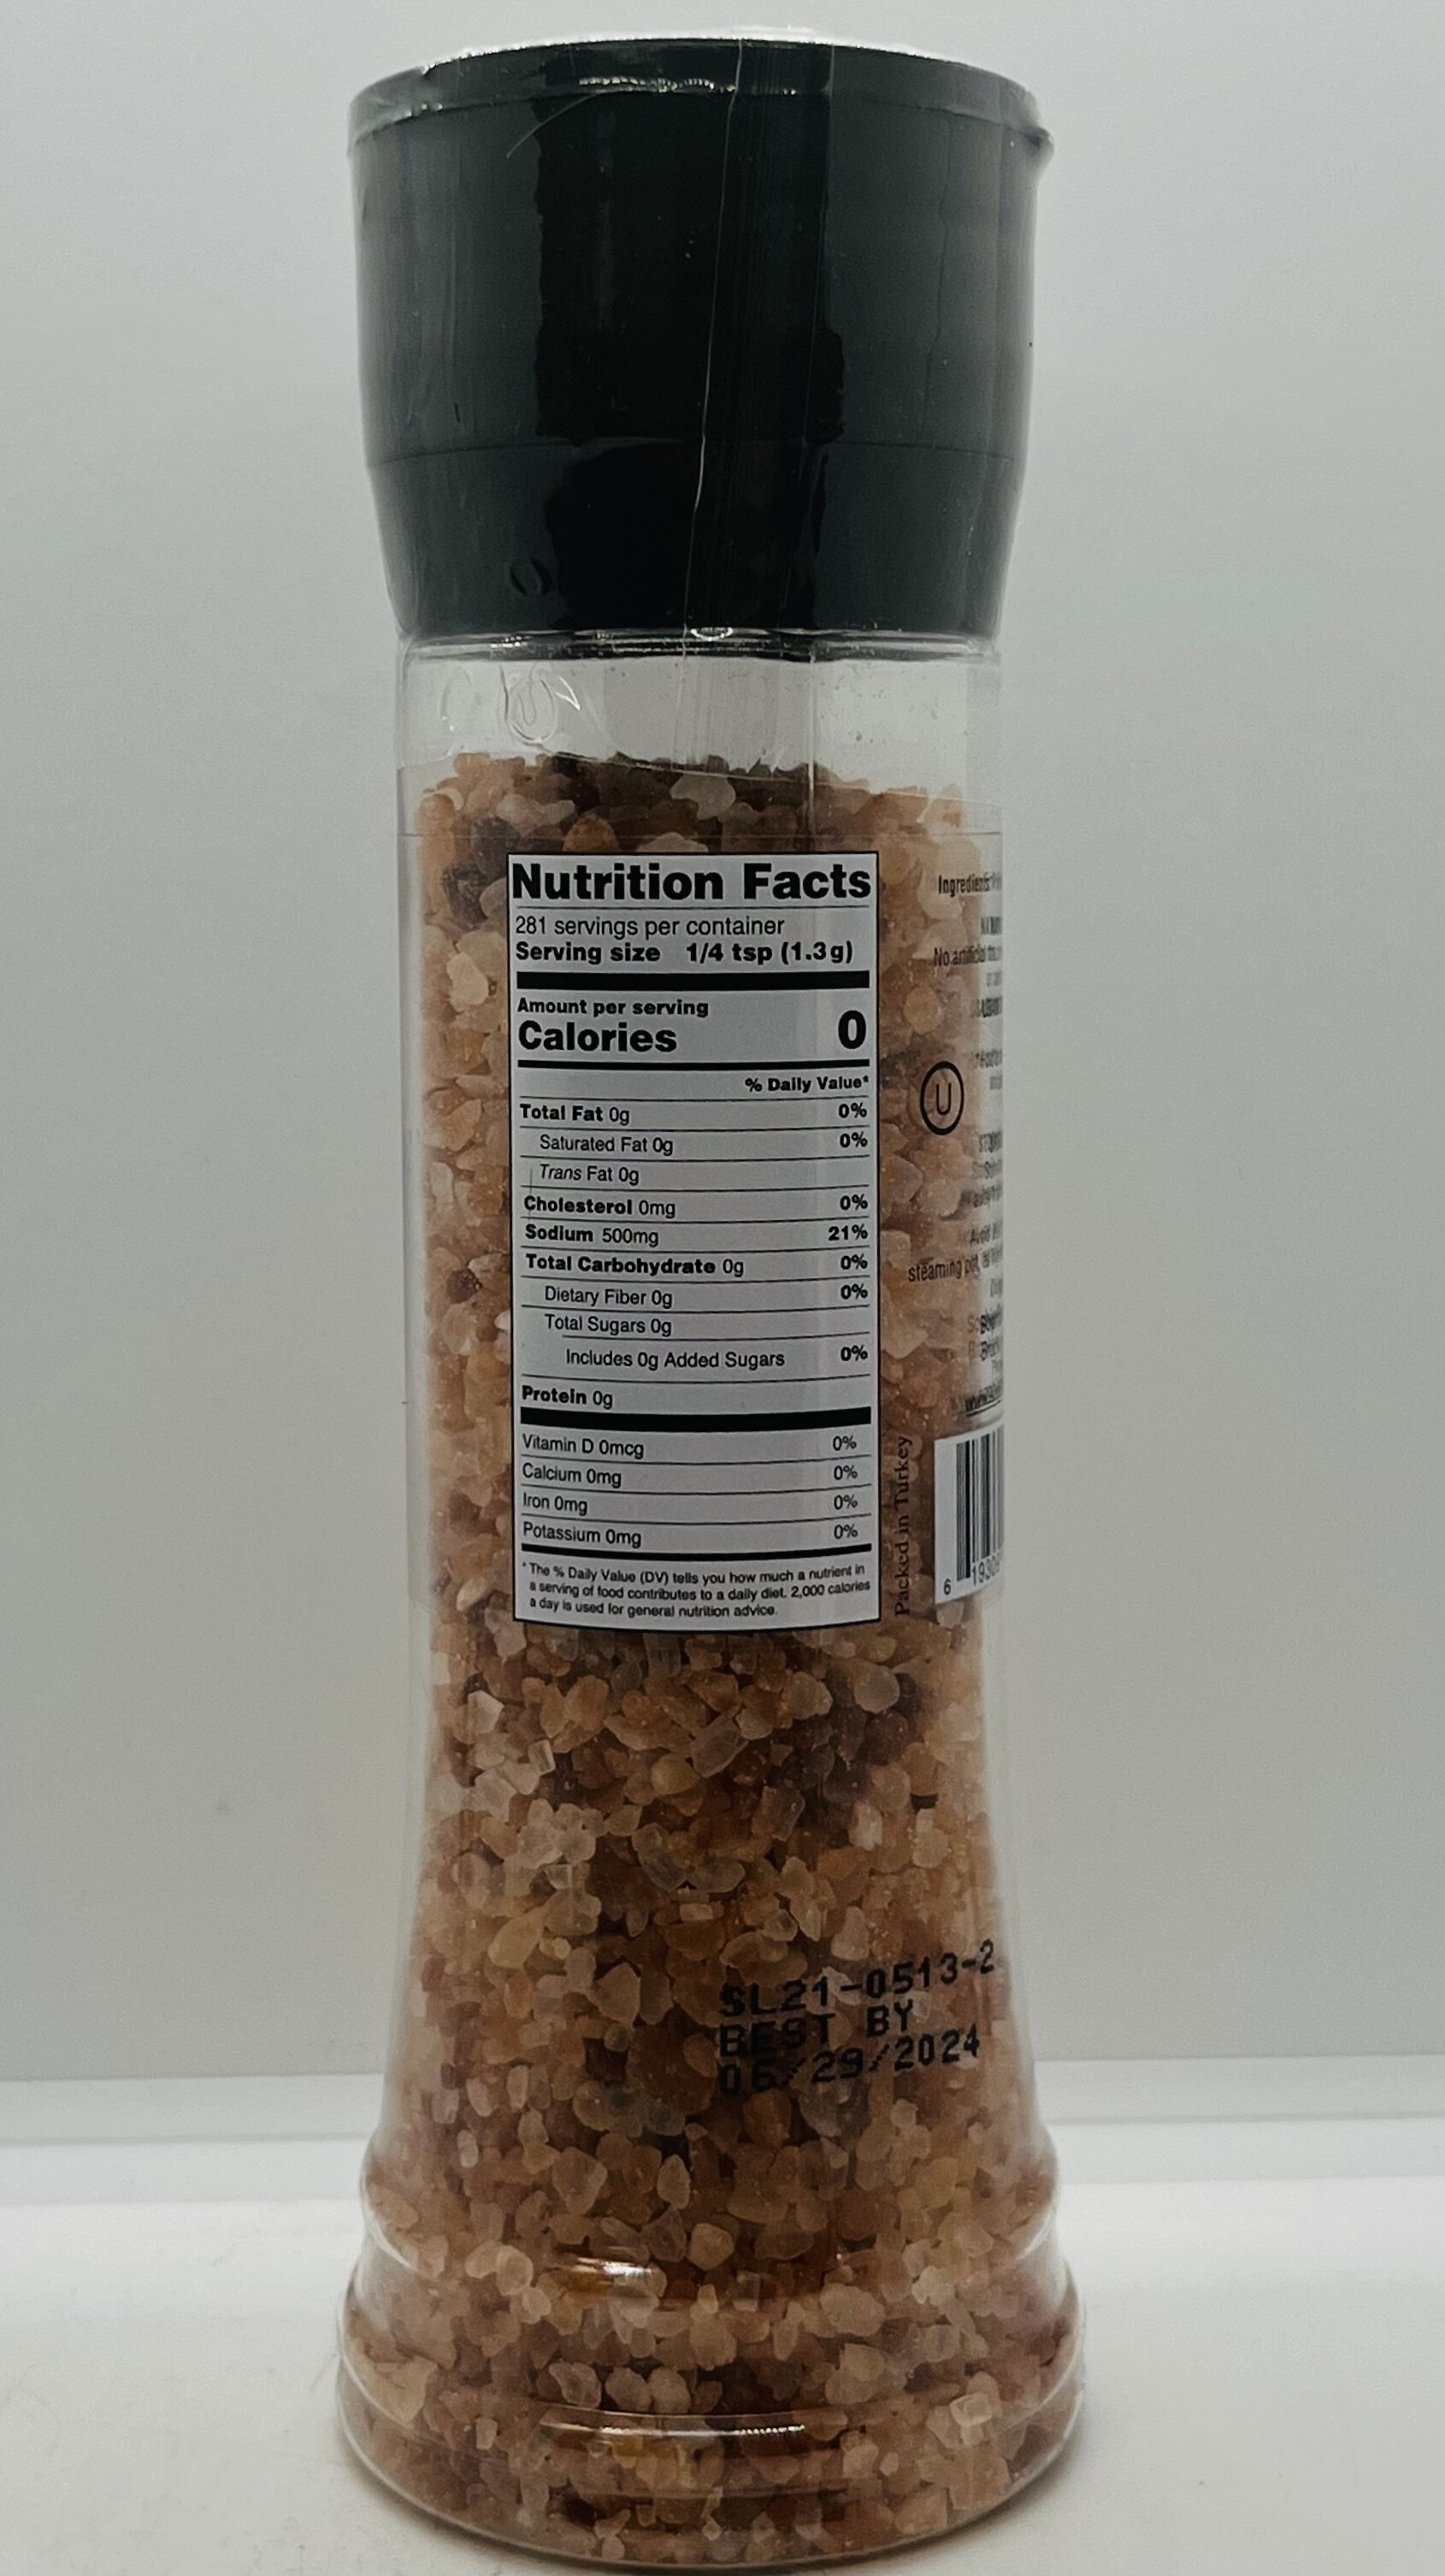 Nutrition Facts
281 servings per container
Serving size 1/4 tsp (1.3g)
Amount per serving
Calories 0
% Daily Value*
Total Fat 0g 0%
Saturated Fat 0g 0%
Trans Fat 0g
Cholesterol 0mg 0%
Sodium 500mg 21%
Total Carbohydrate 0g 0%
Dietary Fiber 0g 0%
Total Sugars 0g
Includes 0g Added Sugars 0%
Protein 0g
Vitamin D 0mcg 0%
Calcium 0mg 0%
Iron 0mg 0%
Potassium 0mg 0%
* The % Daily Value (DV) tells you how much a nutrient in
a serving of food contributes to a daily diet. 2,000 calories
a day is used for general nutrition advice.
No artificial
U
steaming
Packed in Turkey
6
SL21-0513-2
BEST BY
06/29/2024